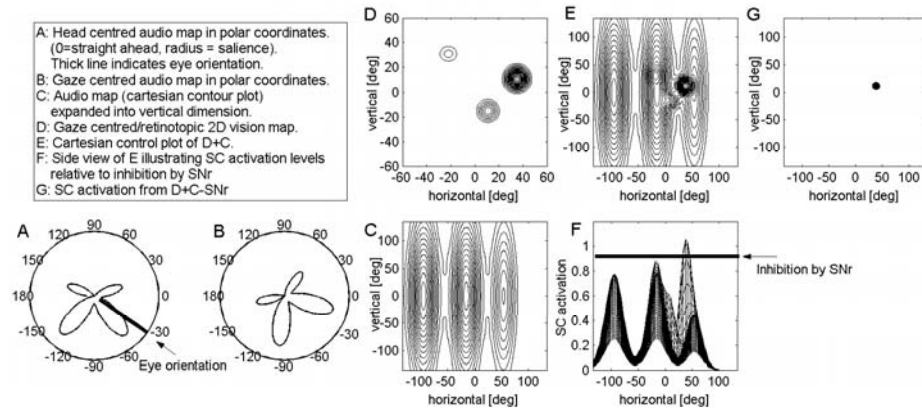 A: Head centred audio map in polar coordinates.
(0=straight ahead, radius = salience).
Thick line indicates eye orientation.
B: Gaze centred audio map in polar coordinates.
C: Audio map (cartesian contour plot)
expanded into vertical dimension.
D: Gaze centred/retinotopic 2D vision map.
E: Cartesian control plot of D+C.
F: Side view of E illustrating SC activation levels
relative to inhibition by SNr
G: SC activation from D+C-SNr
D
60
40
20
0
-20
-40
-60
vertical [deg]
60 40 -20 0 20 40 60
horizontal [deg]
E
100
50
0
-50
-100
vertical [deg]
-100 -50 0 50 100
horizontal [deg]
G
100
50
0
-50
-100
-100 -50 0 50 100
horizontal [deg]
A
90
120 60
150 30
180 0
-150 -30
-120 -60
-90
Eye orientation
B
90
120 60
150 30
180 0
-150 -30
-120 -60
-90
C
100
50
0
-50
-100
vertical [deg]
-100 -50 0 50 100
horizontal [deg]
F
1
0.8
0.6
0.4
0.2
0
SC activation
-100 -50 0 50 100
horizontal [deg]
Inhibition by SNr